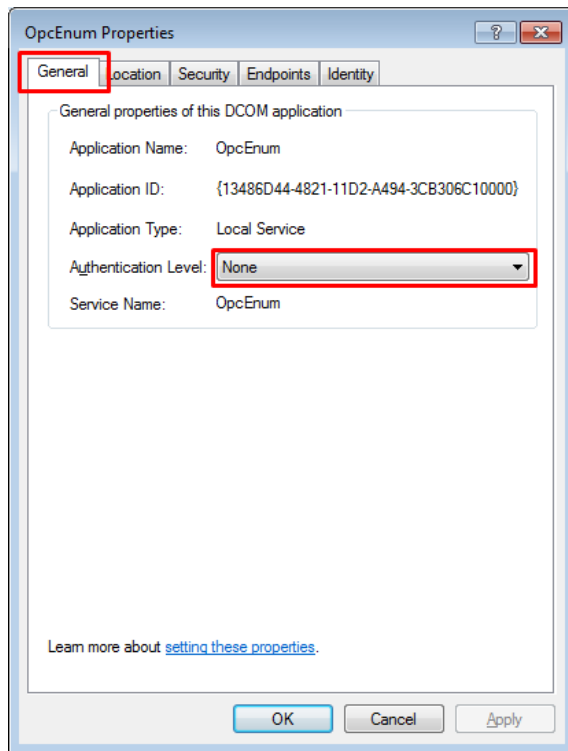 OpcEnum Properties
General Location Security Endpoints Identity
General properties of this DCOM application
Application Name: OpcEnum
Application ID: {13486D44-4821-11D2-A494-3CB306C10000}
Application Type: Local Service
Authentication Level: None
Service Name: OpcEnum
Learn more about setting these properties.
OK Cancel Apply